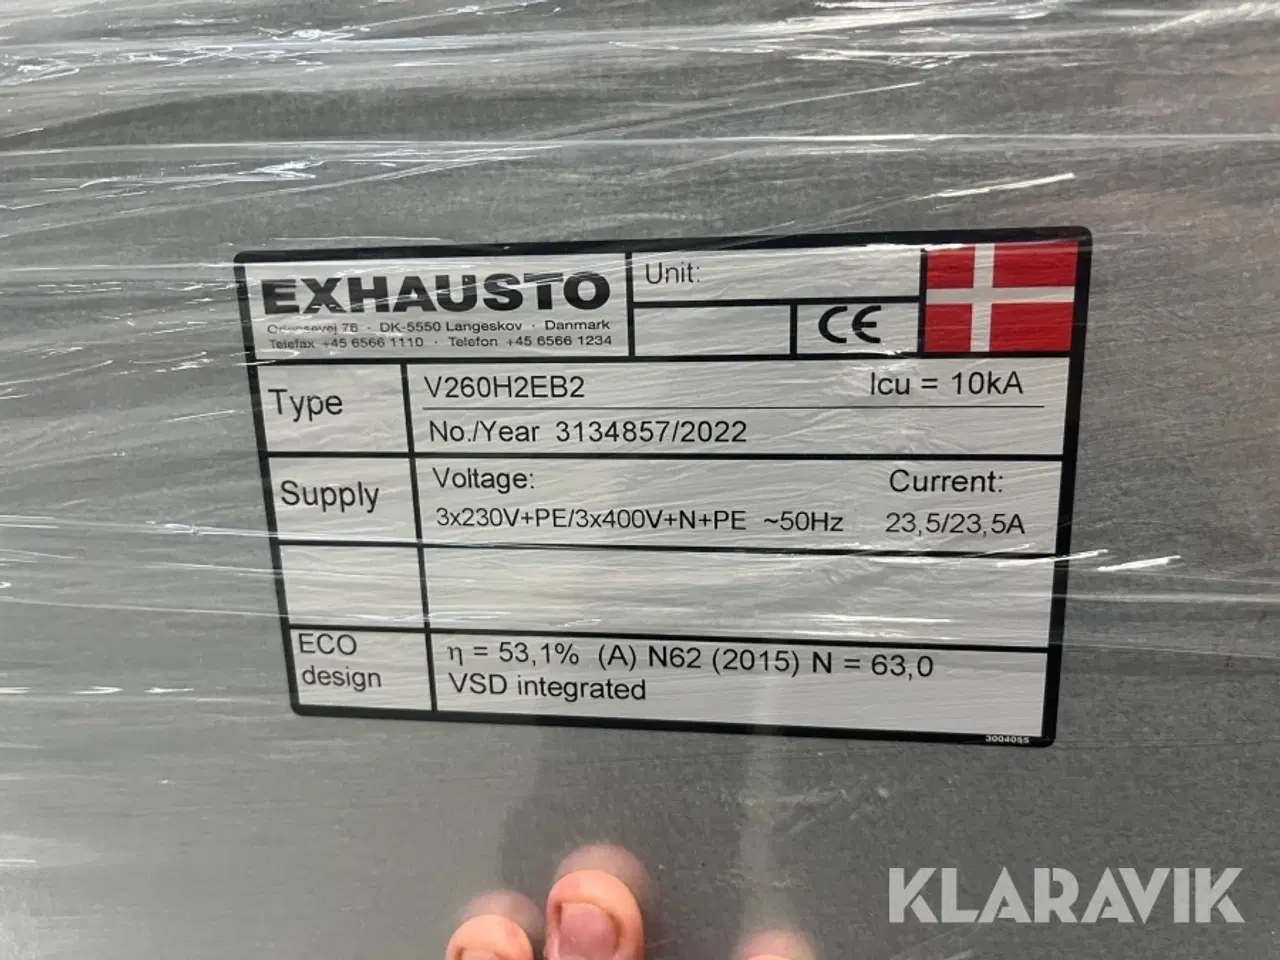 EXHAUSTO
Odensevej 76 · DK-5550 Langeskov · Danmark
Telefax +45 6566 1110 · Telefon +45 6566 1234
Unit:
CE
Type
V260H2EB2 Icu = 10kA
No./Year 3134857/2022
Supply
Voltage: Current:
3x230V+PE/3x400V+N+PE ~50Hz 23,5/23,5A
ECO
design
η = 53,1% (A) N62 (2015) N = 63,0
VSD integrated
3004055
KLARAVIK